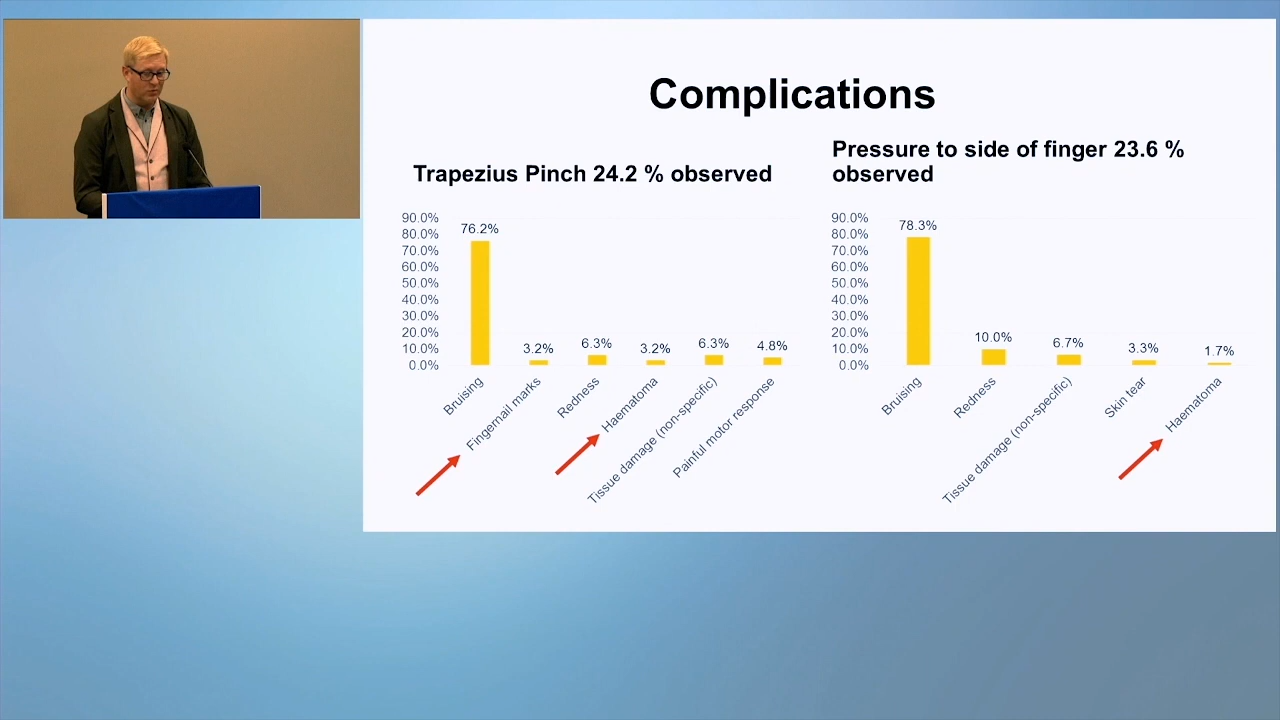 Complications
Trapezius Pinch 24.2 % observed
90.0%
80.0%
70.0%
60.0%
50.0%
40.0%
30.0%
20.0%
10.0%
0.0%
76.2%
3.2%
6.3%
3.2%
6.3%
4.8%
Bruising
Fingernail marks
Redness
Haematoma
Tissue damage (non-specific)
Painful motor response
Pressure to side of finger 23.6 %
observed
90.0%
80.0%
70.0%
60.0%
50.0%
40.0%
30.0%
20.0%
10.0%
0.0%
78.3%
10.0%
6.7%
3.3%
1.7%
Bruising
Redness
Tissue damage (non-specific)
Skin tear
Haematoma